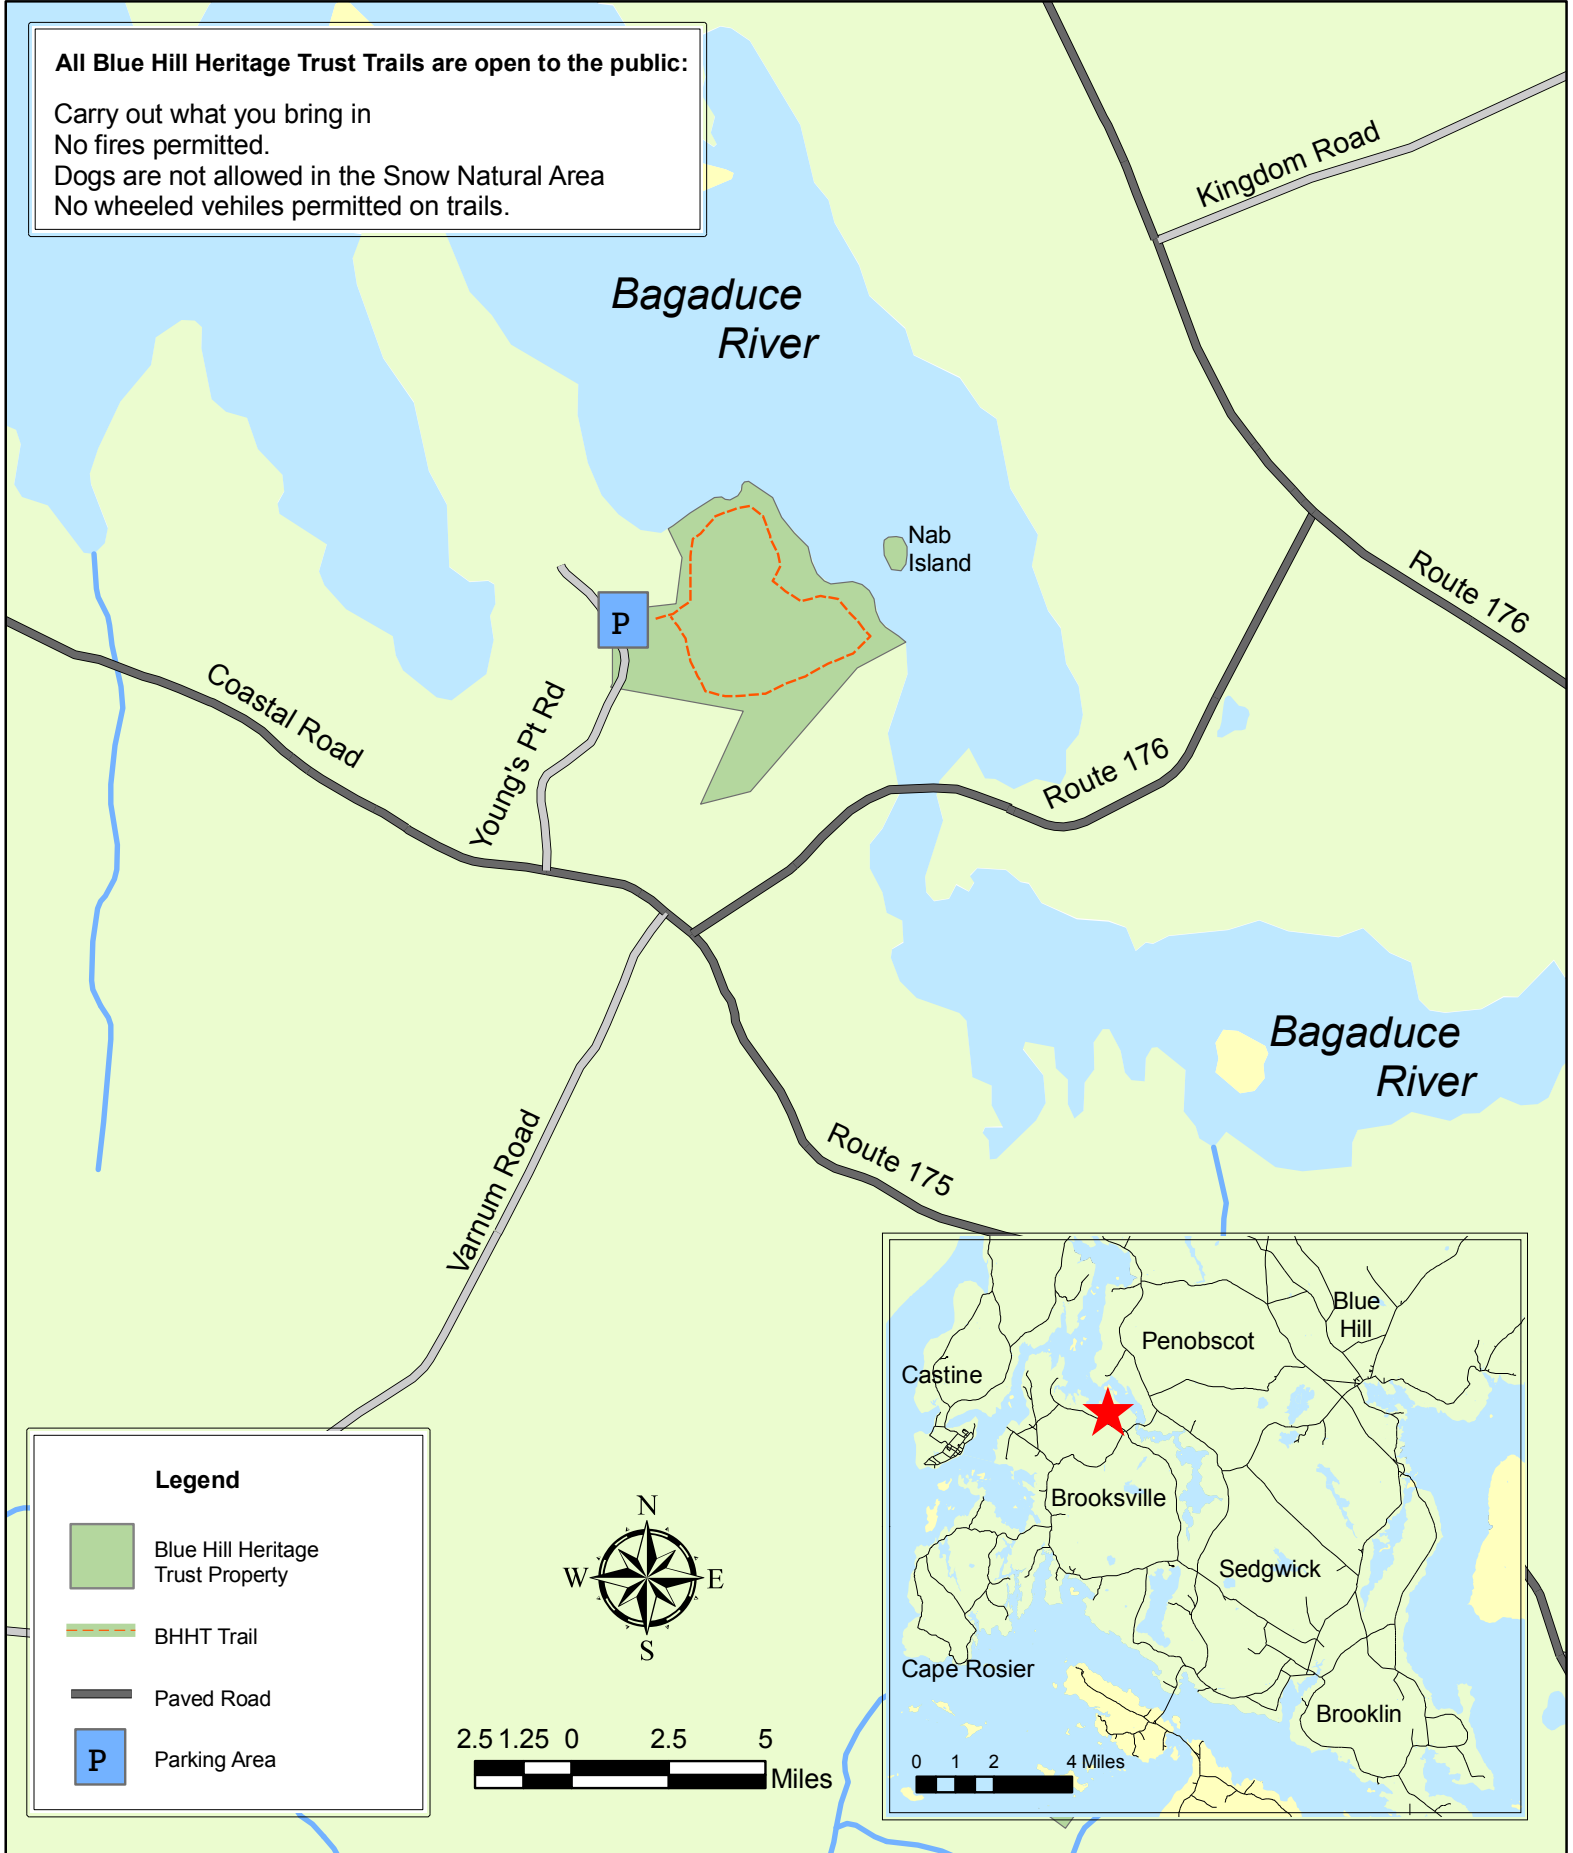 All Blue Hill Heritage Trust Trails are open to the public:
Carry out what you bring in
No fires permitted.
Dogs are not allowed in the Snow Natural Area
No wheeled vehiles permitted on trails.
Kingdom Road
Bagaduce
River
Nab
Island
Route 176
P
Coastal Road
Young's Pt Rd
Route 176
Bagaduce
River
Varnum Road
Route 175
Legend
Blue Hill Heritage
Trust Property
BHHT Trail
Paved Road
P
Parking Area
N
W
E
S
2.5 1.25 0 2.5 5
Miles
Blue
Hill
Penobscot
Castine
Brooksville
Sedgwick
Cape Rosier
Brooklin
0 1 2 4 Miles